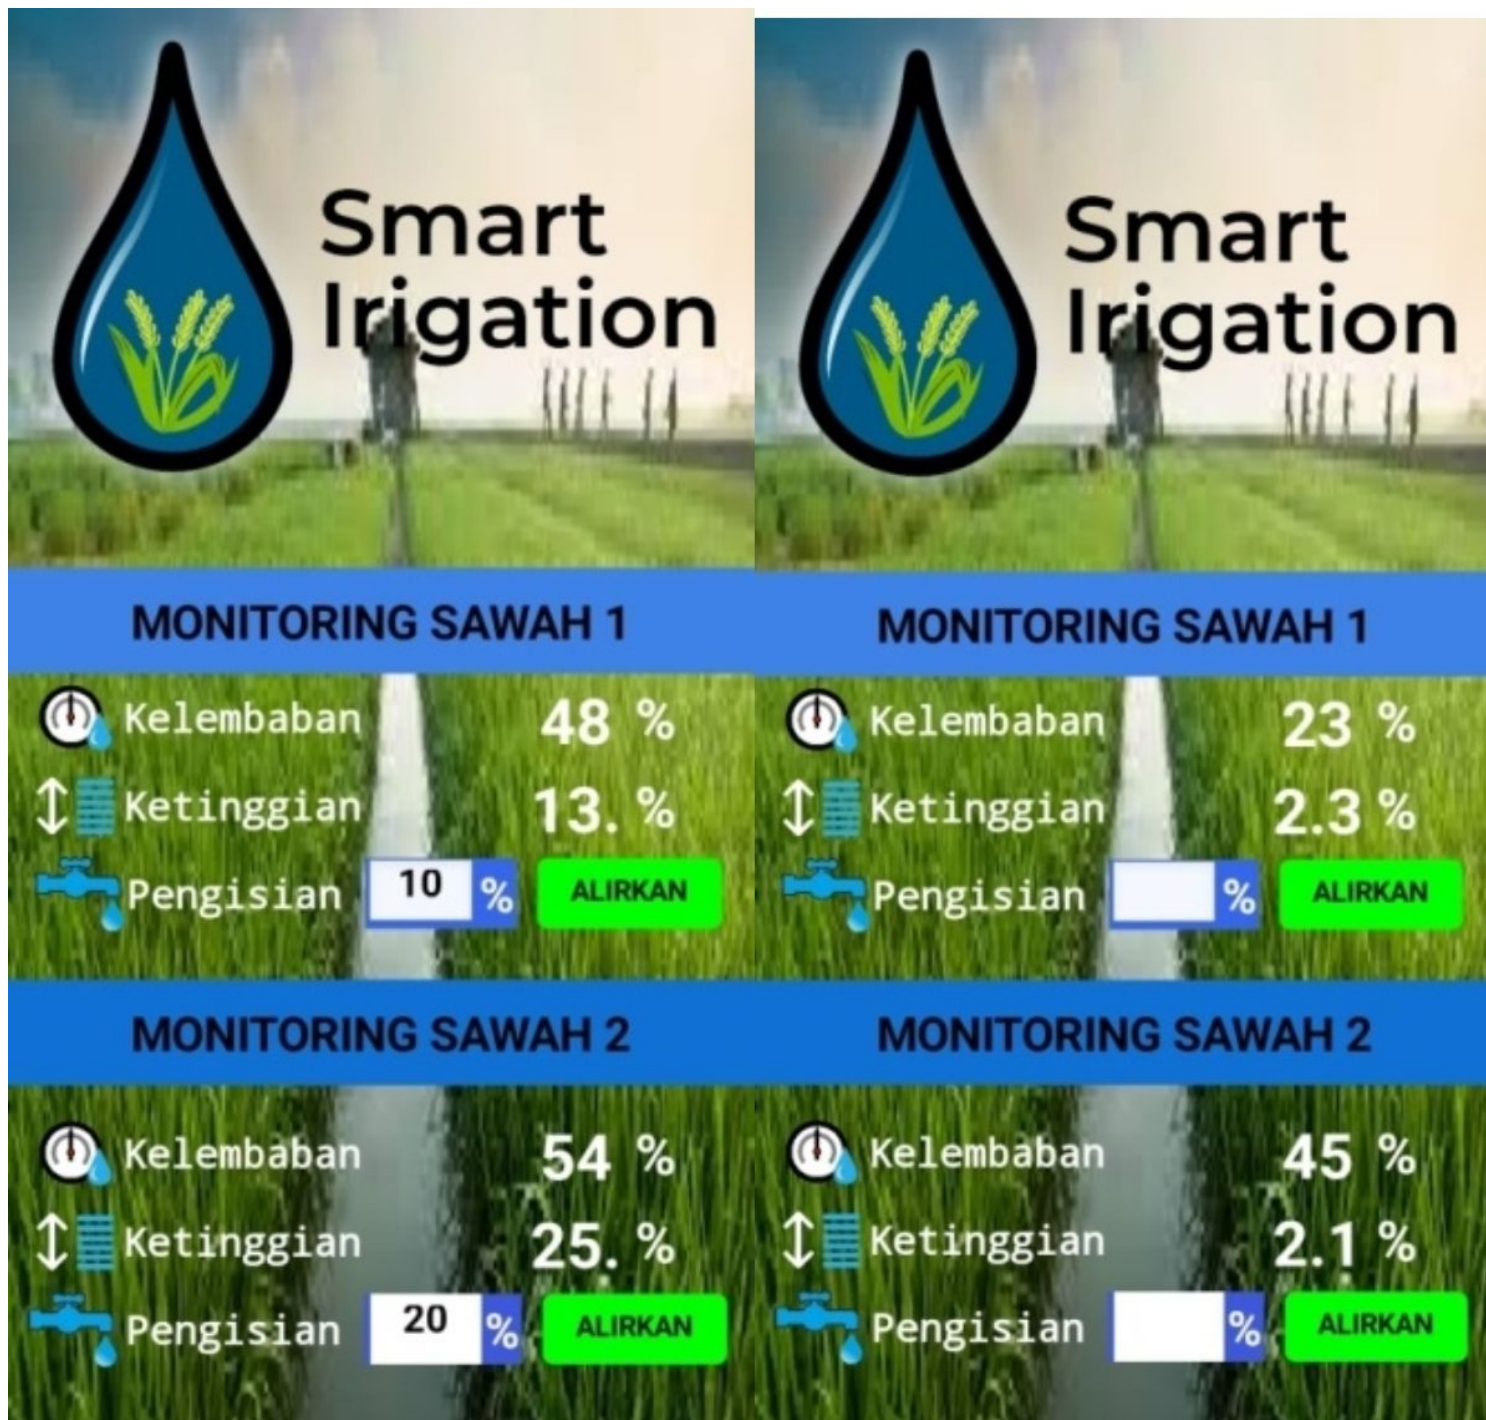 Smart
Irigation
MONITORING SAWAH 1
Kelembaban 48 %
Ketinggian 13. %
Pengisian 10 % ALIRKAN
MONITORING SAWAH 2
Kelembaban 54 %
Ketinggian 25. %
Pengisian 20 % ALIRKAN
Smart
Irigation
MONITORING SAWAH 1
Kelembaban 23 %
Ketinggian 2.3 %
Pengisian % ALIRKAN
MONITORING SAWAH 2
Kelembaban 45 %
Ketinggian 2.1 %
Pengisian % ALIRKAN